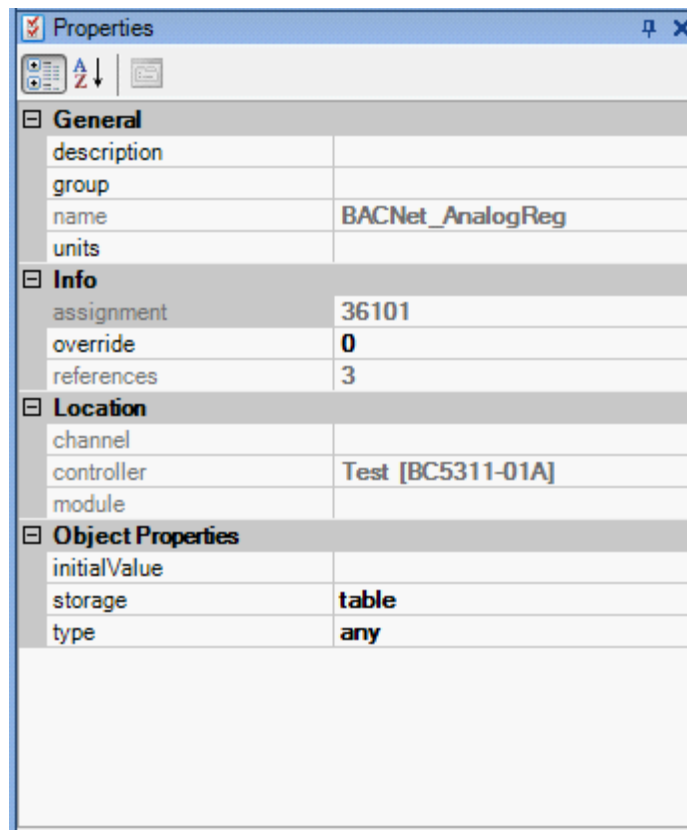 Properties
General
description
group
name BACNet_AnalogReg
units
Info
assignment 36101
override 0
references 3
Location
channel
controller Test [BC5311-01A]
module
Object Properties
initialValue
storage table
type any